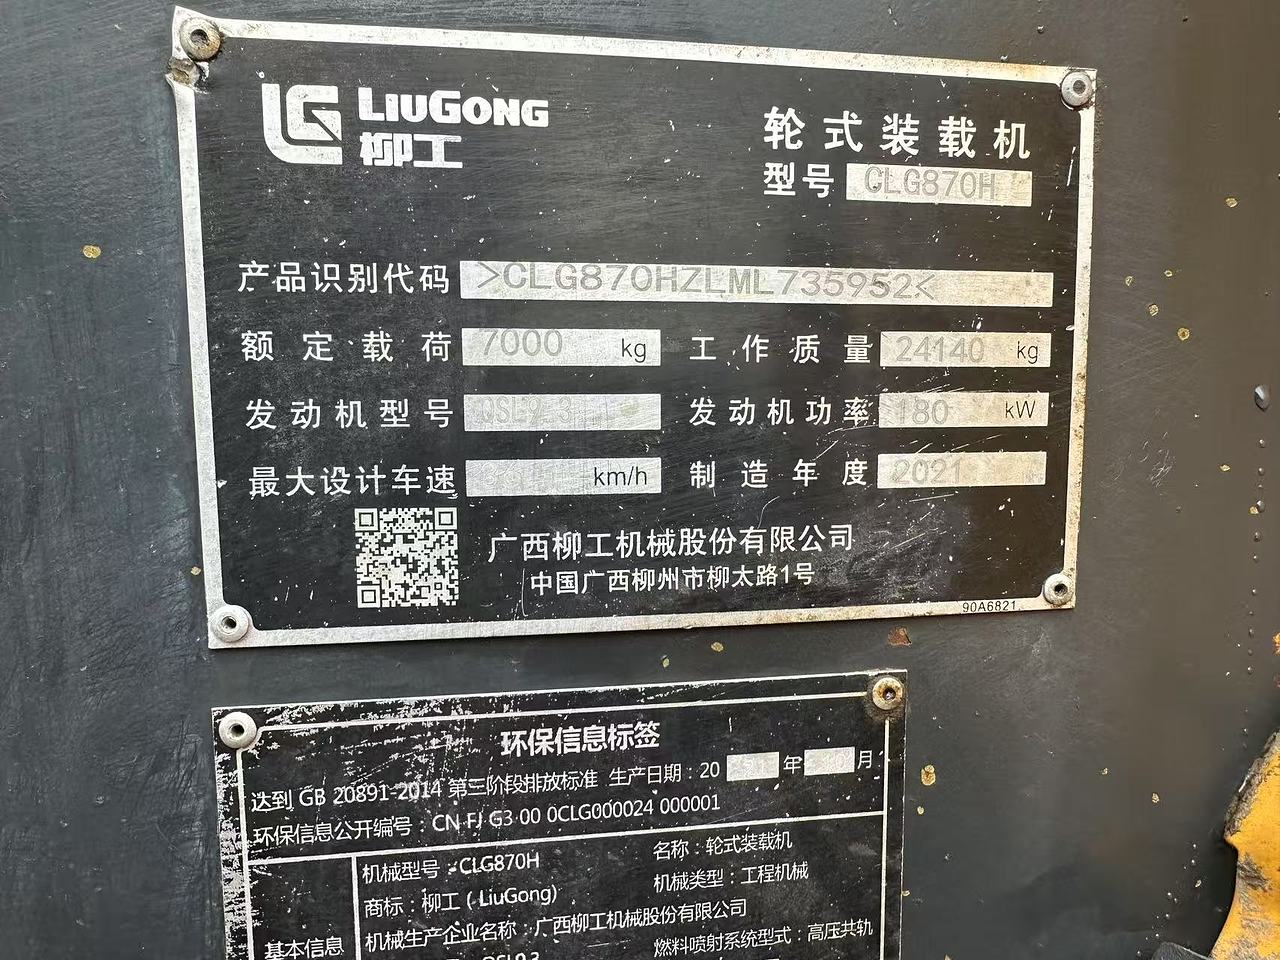 LIUGONG
柳工
轮式装载机
型号 CLG870H
产品识别代码 >CLG870HZLML735952<
额定载荷 7000 kg 工作质量 24140 kg
发动机型号 QSL9.3 发动机功率 180 kW
最大设计车速 km/h 制造年度 2021
广西柳工机械股份有限公司
中国广西柳州市柳太路1号
90A6821
环保信息标签
达到 GB 20891-2014 第三阶段排放标准 生产日期：20 年 月
环保信息公开编号：CN FJ G3 00 0CLG000024 000001
机械型号：CLG870H 名称：轮式装载机
商标：柳工 (LiuGong) 机械类型：工程机械
机械生产企业名称：广西柳工机械股份有限公司
基本信息 燃料喷射系统型式：高压共轨
QSL9.3